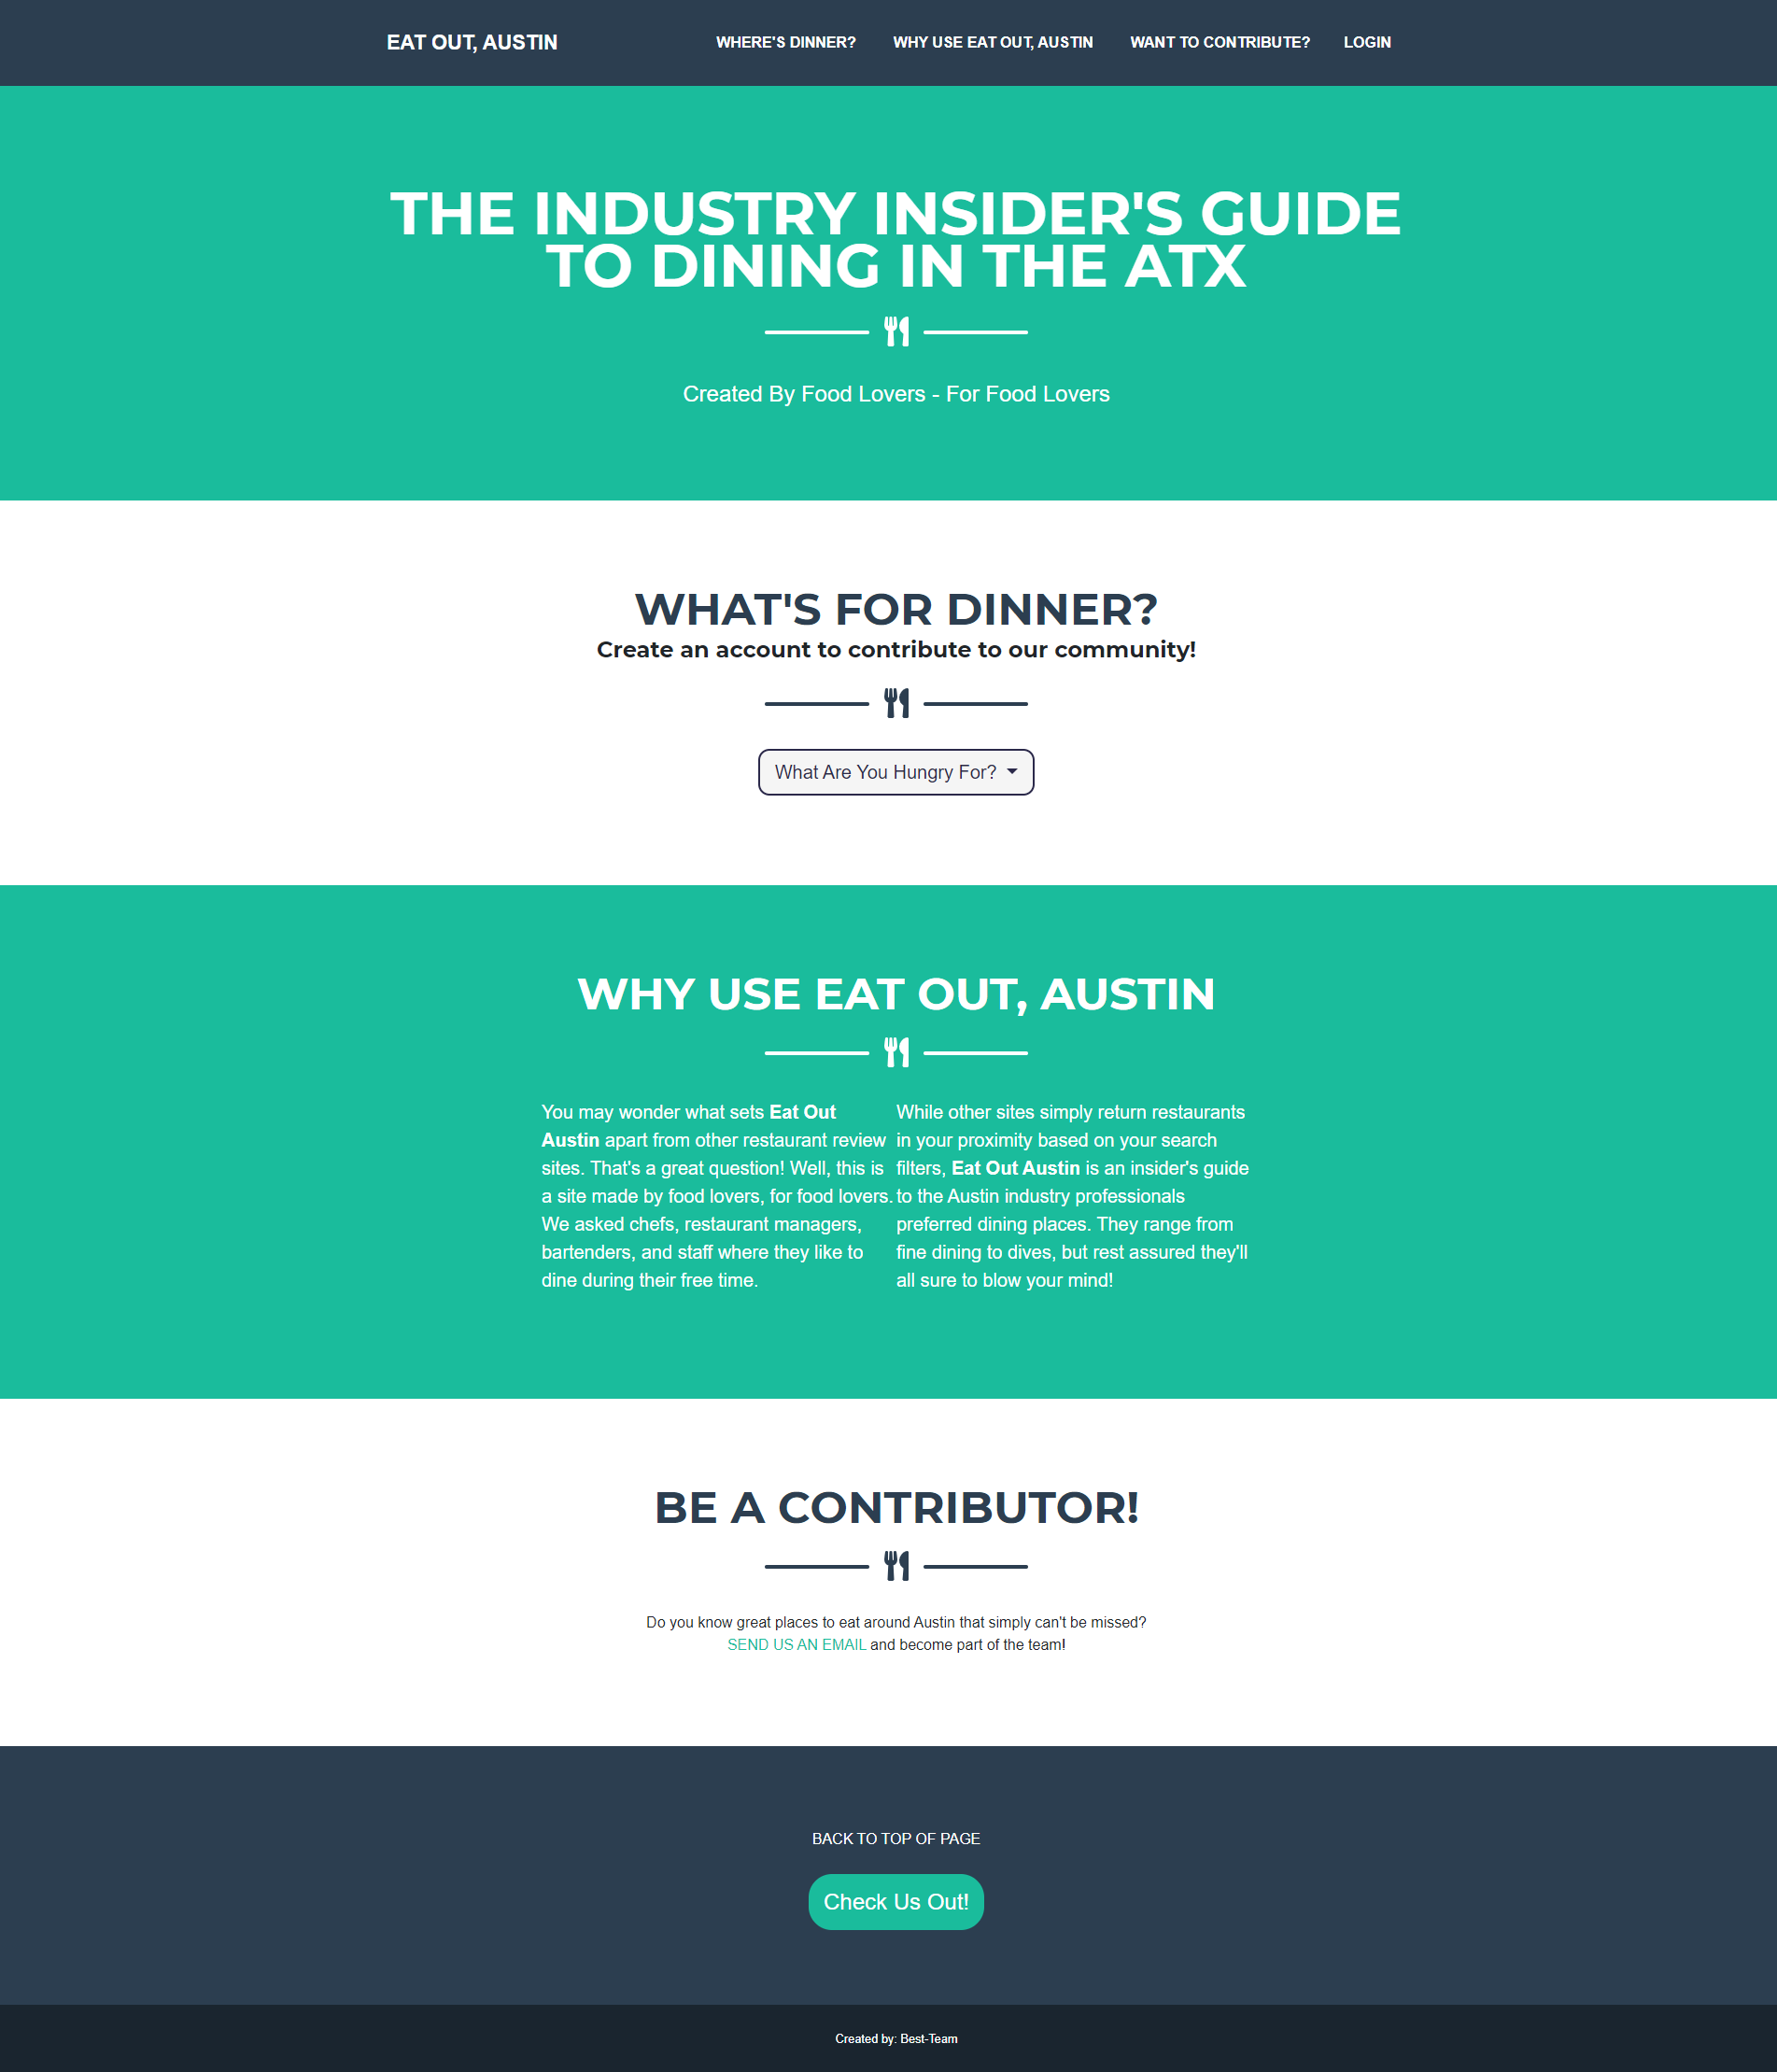 EAT OUT, AUSTIN
WHERE'S DINNER?
WHY USE EAT OUT, AUSTIN
WANT TO CONTRIBUTE?
LOGIN
THE INDUSTRY INSIDER'S GUIDE
TO DINING IN THE ATX
Created By Food Lovers - For Food Lovers
WHAT'S FOR DINNER?
Create an account to contribute to our community!
What Are You Hungry For?
WHY USE EAT OUT, AUSTIN
You may wonder what sets Eat Out
Austin apart from other restaurant review
sites. That's a great question! Well, this is
a site made by food lovers, for food lovers.
We asked chefs, restaurant managers,
bartenders, and staff where they like to
dine during their free time.
While other sites simply return restaurants
in your proximity based on your search
filters, Eat Out Austin is an insider's guide
to the Austin industry professionals
preferred dining places. They range from
fine dining to dives, but rest assured they'll
all sure to blow your mind!
BE A CONTRIBUTOR!
Do you know great places to eat around Austin that simply can't be missed?
SEND US AN EMAIL and become part of the team!
BACK TO TOP OF PAGE
Check Us Out!
Created by: Best-Team